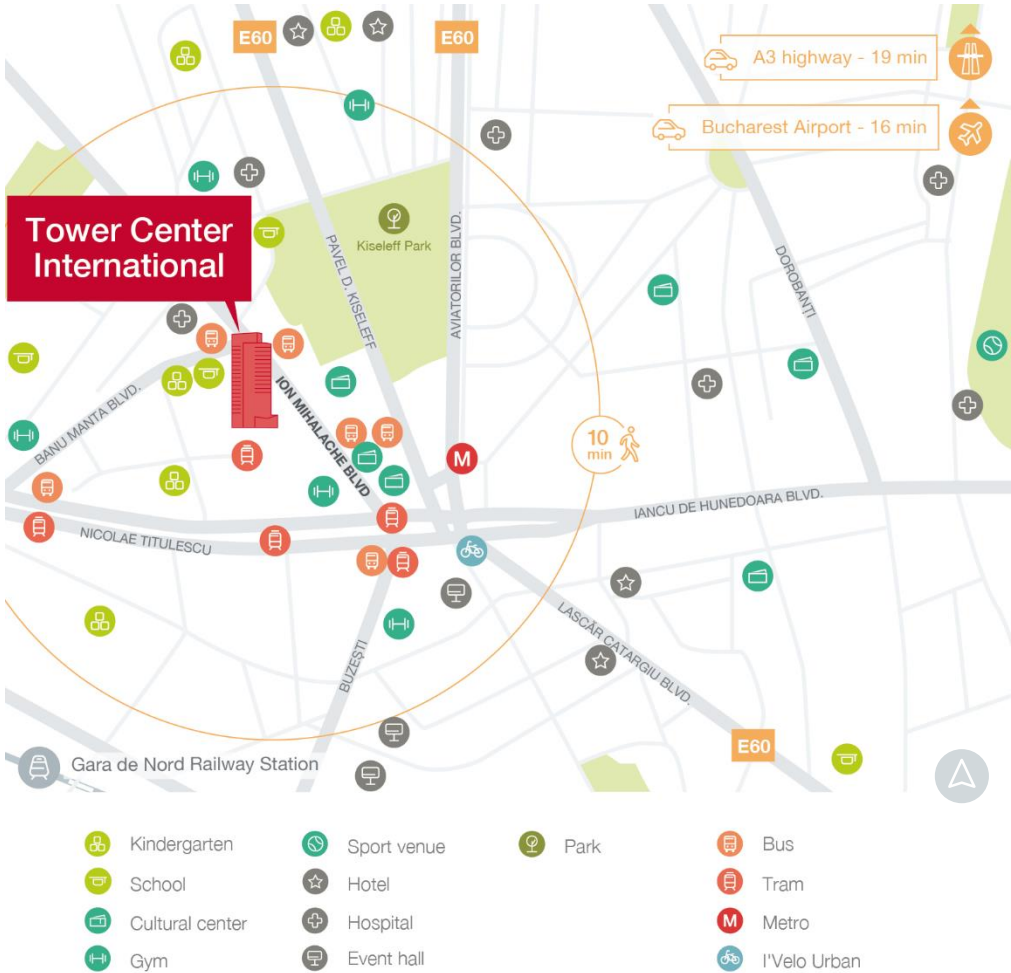 E60
E60
A3 highway - 19 min
Bucharest Airport - 16 min
Tower Center
International
Kiseleff Park
PAVEL D. KISELEFF
AVIATORILOR BLVD.
DOROBANȚI
BANU MANTA BLVD.
ION MIHALACHE BLVD
10
min
M
IANCU DE HUNEDOARA BLVD.
NICOLAE TITULESCU
BUZEȘTI
LASCĂR CATARGIU BLVD.
E60
Gara de Nord Railway Station
Kindergarten
School
Cultural center
Gym
Sport venue
Hotel
Hospital
Event hall
Park
Bus
Tram
M Metro
I'Velo Urban